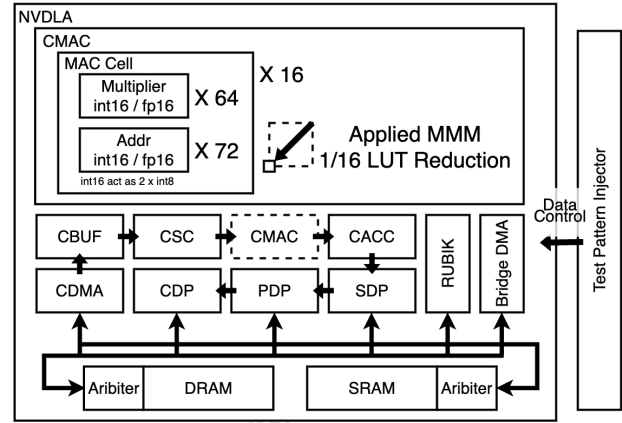 NVDLA
CMAC
MAC Cell
Multiplier
int16 / fp16
X 64
X 16
Addr
int16 / fp16
X 72
int16 act as 2 x int8
Applied MMM
1/16 LUT Reduction
CBUF
CSC
CMAC
CACC
RUBIK
Bridge DMA
CDMA
CDP
PDP
SDP
Aribiter
DRAM
SRAM
Aribiter
Data
Control
Test Pattern Injector